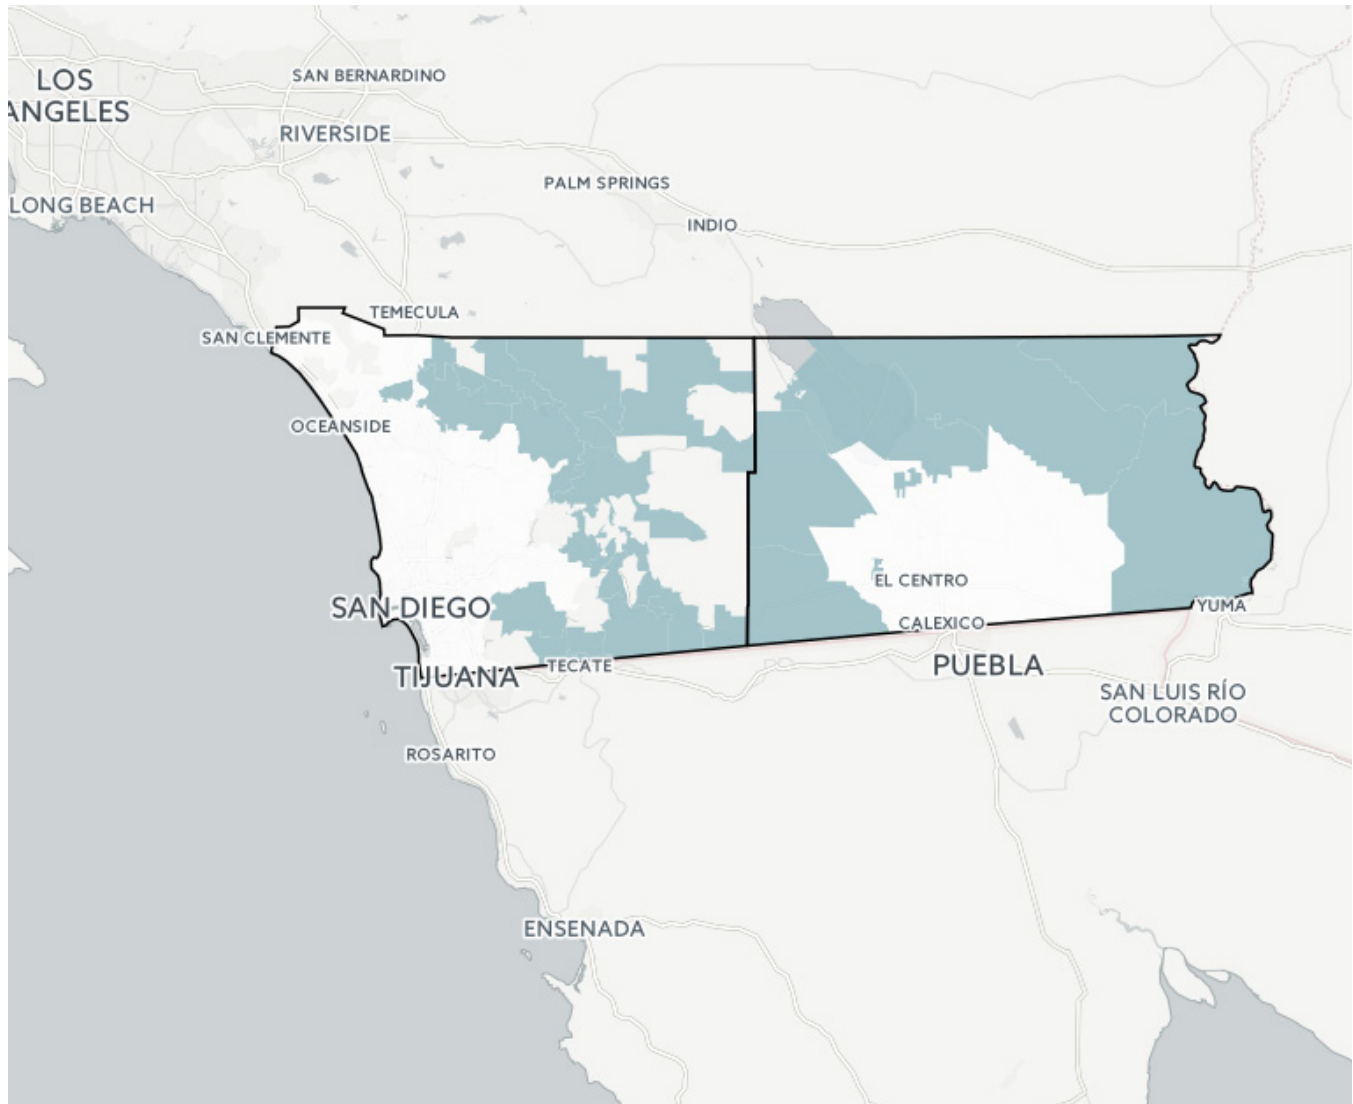 SAN BERNARDINO
LOS
ANGELES
RIVERSIDE
PALM SPRINGS
LONG BEACH
INDIO
TEMECULA
SAN CLEMENTE
OCEANSIDE
EL CENTRO
SAN DIEGO
YUMA
CALEXICO
TECATE
PUEBLA
TIJUANA
SAN LUIS RÍO
COLORADO
ROSARITO
ENSENADA